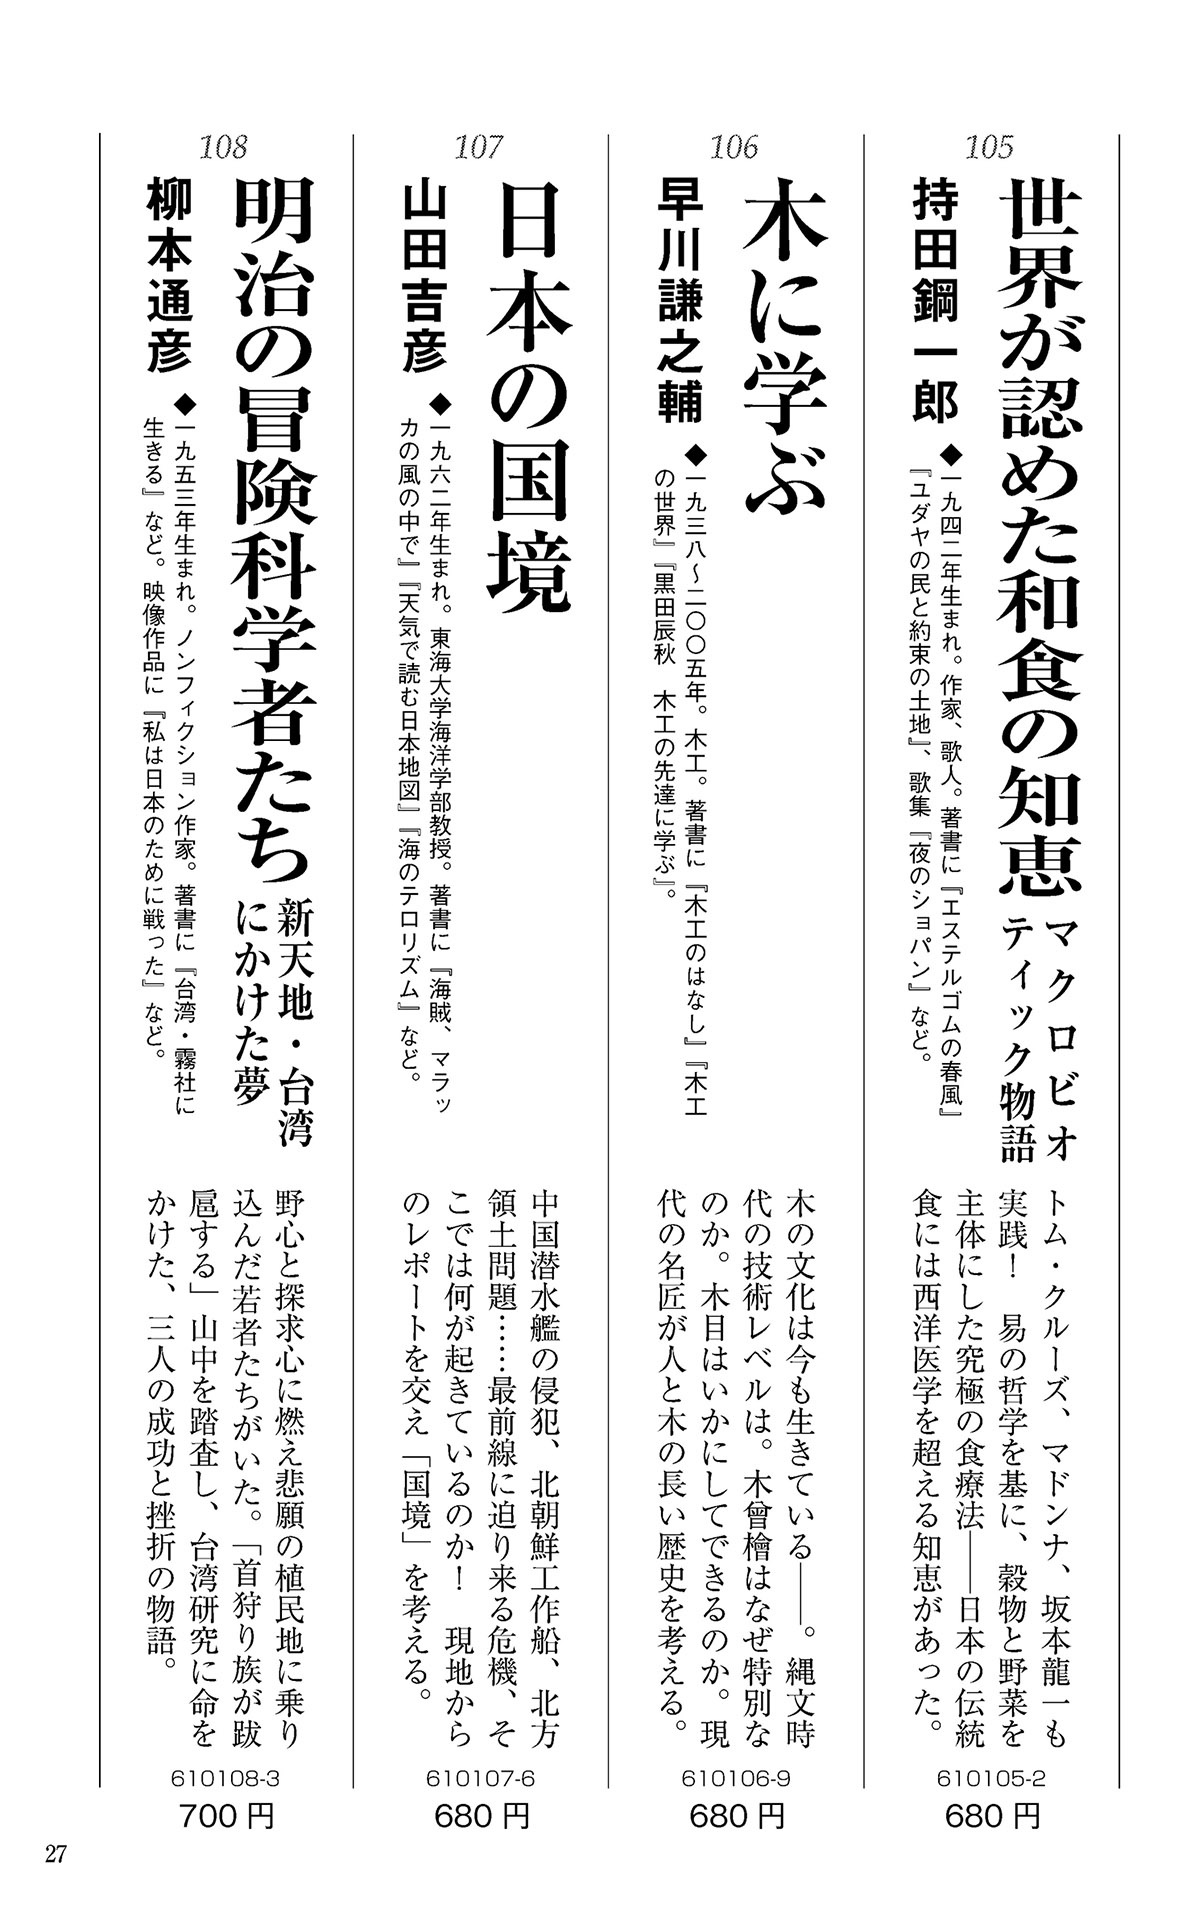 105
世界が認めた和食の知恵
マクロビオ
ティック物語
持田鋼一郎
◆一九四二年生まれ。作家、歌人。著書に『エステルゴムの春風』
『ユダヤの民と約束の土地』、歌集『夜のショパン』など。
トム・クルーズ、マドンナ、坂本龍一も
実践！　易の哲学を基に、穀物と野菜を
主体にした究極の食療法――日本の伝統
食には西洋医学を超える知恵があった。
610105-2
680円
106
木に学ぶ
早川謙之輔
◆一九三八〜二〇〇五年。木工。著書に『木工のはなし』『木工
の世界』『黒田辰秋　木工の先達に学ぶ』。
木の文化は今も生きている――。縄文時
代の技術レベルは。木曾檜はなぜ特別な
のか。木目はいかにしてできるのか。現
代の名匠が人と木の長い歴史を考える。
610106-9
680円
107
日本の国境
山田吉彦
◆一九六二年生まれ。東海大学海洋学部教授。著書に『海賊、マラッ
カの風の中で』『天気で読む日本地図』『海のテロリズム』など。
中国潜水艦の侵犯、北朝鮮工作船、北方
領土問題……最前線に迫り来る危機、そ
こでは何が起きているのか！　現地から
のレポートを交え「国境」を考える。
610107-6
680円
108
明治の冒険科学者たち
新天地・台湾
にかけた夢
柳本通彦
◆一九五三年生まれ。ノンフィクション作家。著書に『台湾・霧社に
生きる』など。映像作品に『私は日本のために戦った』など。
野心と探求心に燃え悲願の植民地に乗り
込んだ若者たちがいた。「首狩り族が跋
扈する」山中を踏査し、台湾研究に命を
かけた、三人の成功と挫折の物語。
610108-3
700円
27